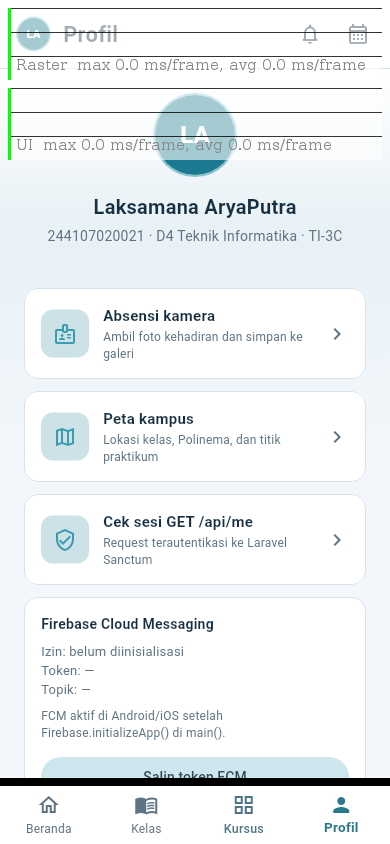 LA
Profil
Raster max 0.0 ms/frame, avg 0.0 ms/frame
UI max 0.0 ms/frame, avg 0.0 ms/frame
LA
Laksamana AryaPutra
244107020021 · D4 Teknik Informatika · TI-3C
Absensi kamera
Ambil foto kehadiran dan simpan ke
galeri
Peta kampus
Lokasi kelas, Polinema, dan titik
praktikum
Cek sesi GET /api/me
Request terautentikasi ke Laravel
Sanctum
Firebase Cloud Messaging
Izin: belum diinisialisasi
Token: —
Topik: —
FCM aktif di Android/iOS setelah
Firebase.initializeApp() di main().
Salin token FCM
Beranda
Kelas
Kursus
Profil